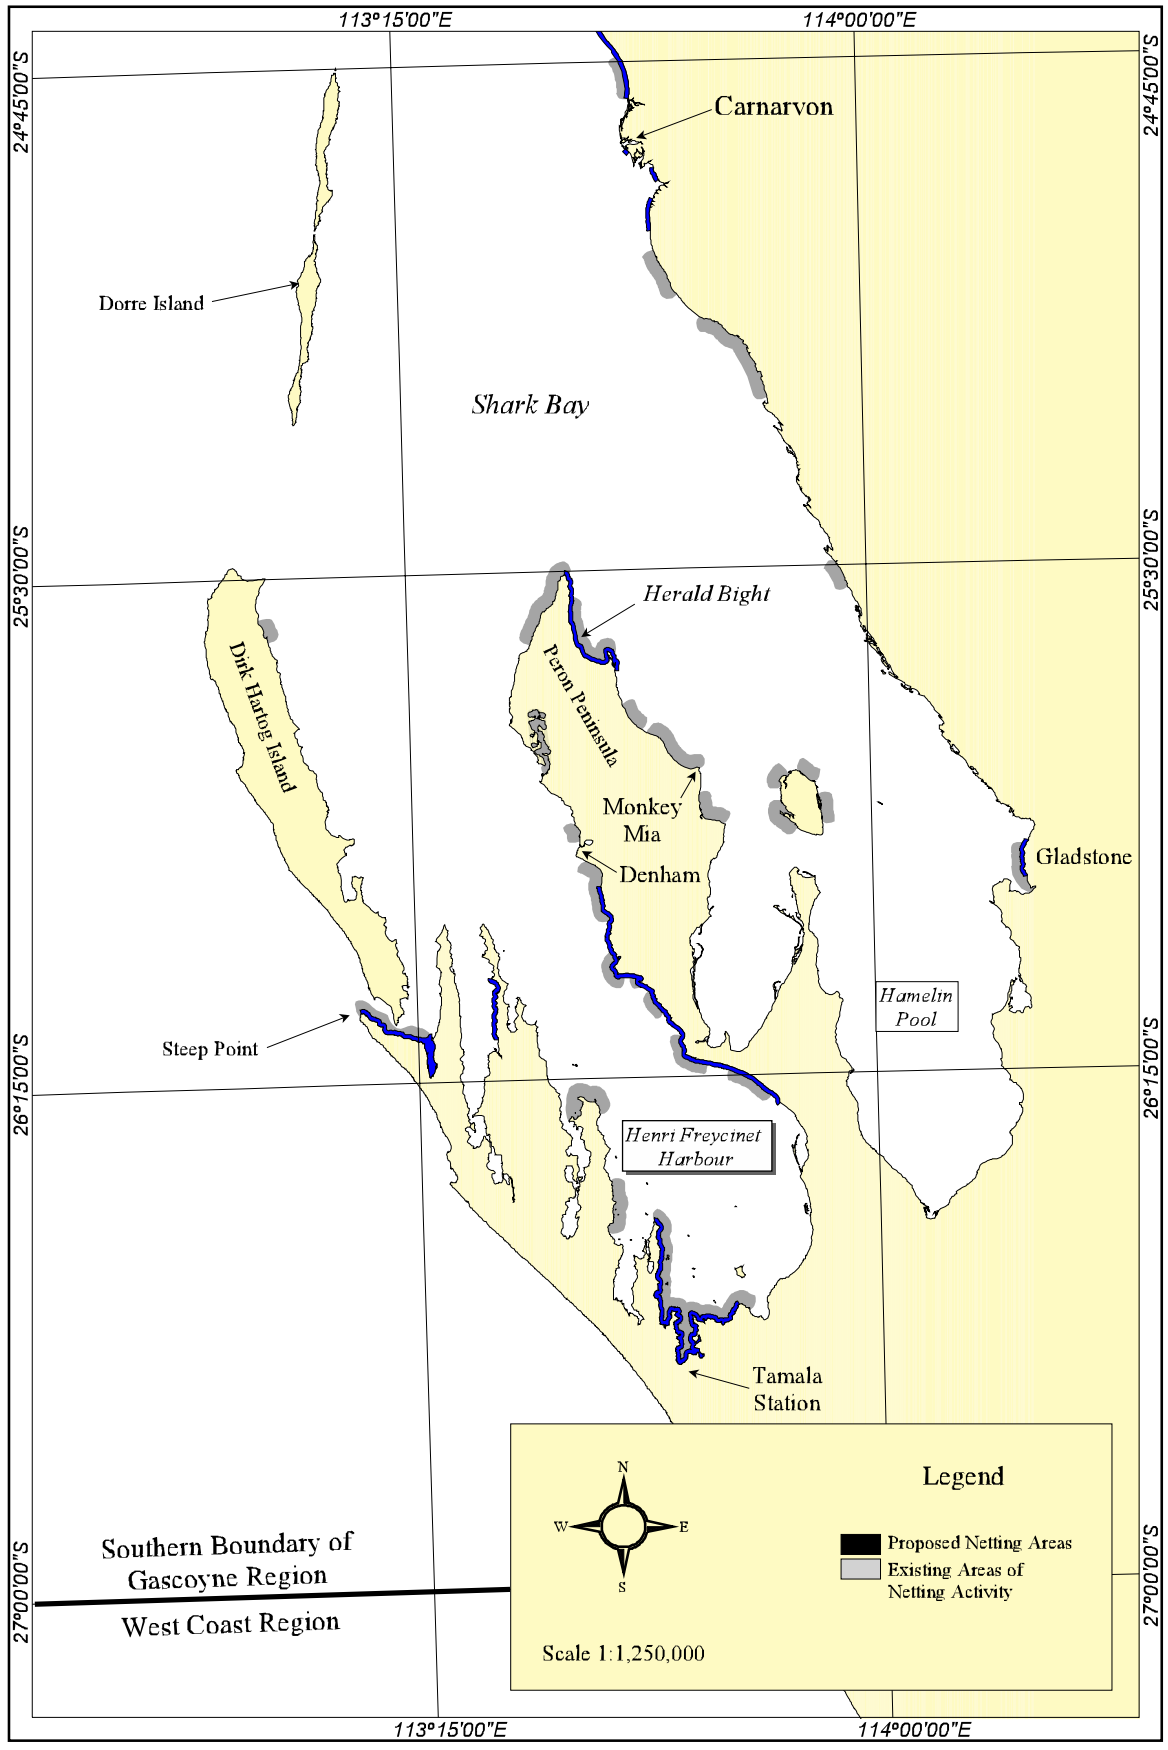 113°15'00"E
114°00'00"E
24°45'00"S
24°45'00"S
Carnarvon
Dorre Island
Shark Bay
25°30'00"S
25°30'00"S
Herald Bight
Dirk Hartog Island
Peron Peninsula
Monkey
Mia
Denham
Gladstone
Hamelin
Pool
Steep Point
26°15'00"S
26°15'00"S
Henri Freycinet
Harbour
Tamala
Station
Legend
N
W
E
S
Proposed Netting Areas
Existing Areas of
Netting Activity
Southern Boundary of
Gascoyne Region
West Coast Region
27°00'00"S
27°00'00"S
Scale 1:1,250,000
113°15'00"E
114°00'00"E